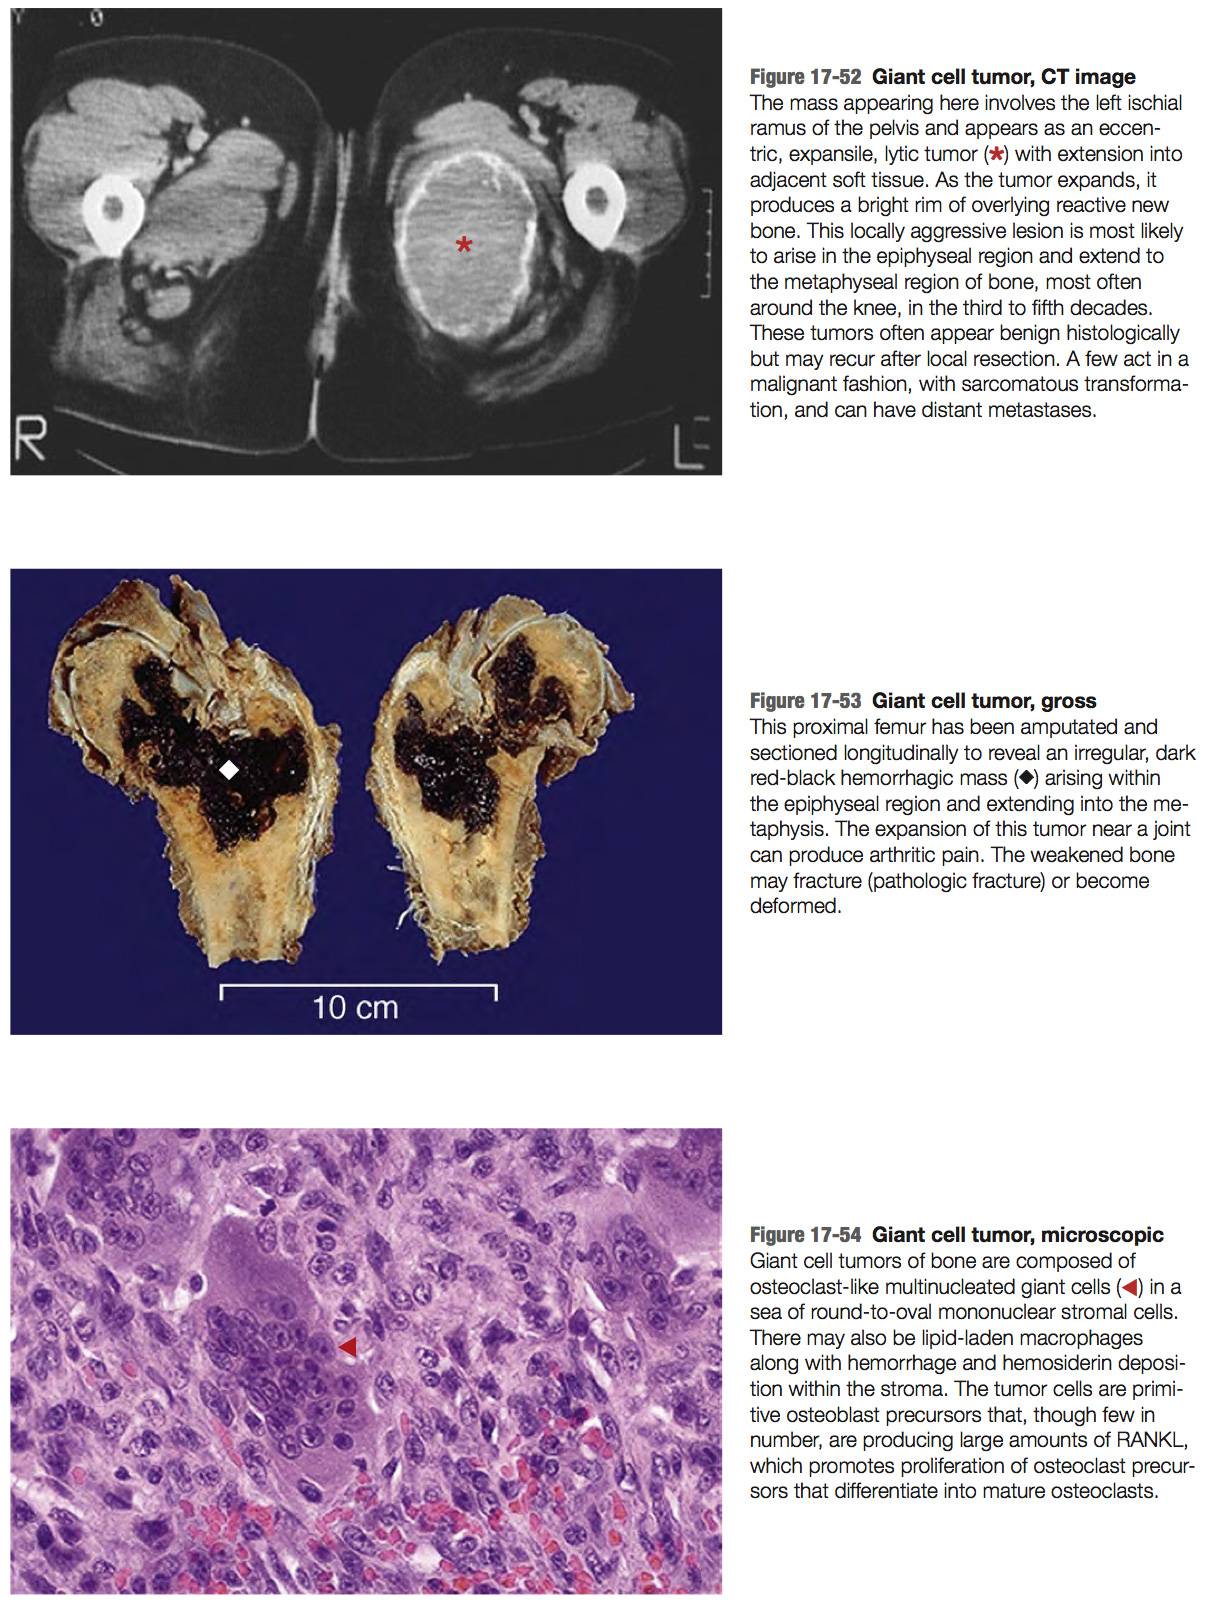 Y 0
R
L
Figure 17-52 Giant cell tumor, CT image
The mass appearing here involves the left ischial
ramus of the pelvis and appears as an eccen-
tric, expansile, lytic tumor (*) with extension into
adjacent soft tissue. As the tumor expands, it
produces a bright rim of overlying reactive new
bone. This locally aggressive lesion is most likely
to arise in the epiphyseal region and extend to
the metaphyseal region of bone, most often
around the knee, in the third to fifth decades.
These tumors often appear benign histologically
but may recur after local resection. A few act in a
malignant fashion, with sarcomatous transforma-
tion, and can have distant metastases.
10 cm
Figure 17-53 Giant cell tumor, gross
This proximal femur has been amputated and
sectioned longitudinally to reveal an irregular, dark
red-black hemorrhagic mass (◆) arising within
the epiphyseal region and extending into the me-
taphysis. The expansion of this tumor near a joint
can produce arthritic pain. The weakened bone
may fracture (pathologic fracture) or become
deformed.
Figure 17-54 Giant cell tumor, microscopic
Giant cell tumors of bone are composed of
osteoclast-like multinucleated giant cells (◀) in a
sea of round-to-oval mononuclear stromal cells.
There may also be lipid-laden macrophages
along with hemorrhage and hemosiderin deposi-
tion within the stroma. The tumor cells are primi-
tive osteoblast precursors that, though few in
number, are producing large amounts of RANKL,
which promotes proliferation of osteoclast precur-
sors that differentiate into mature osteoclasts.